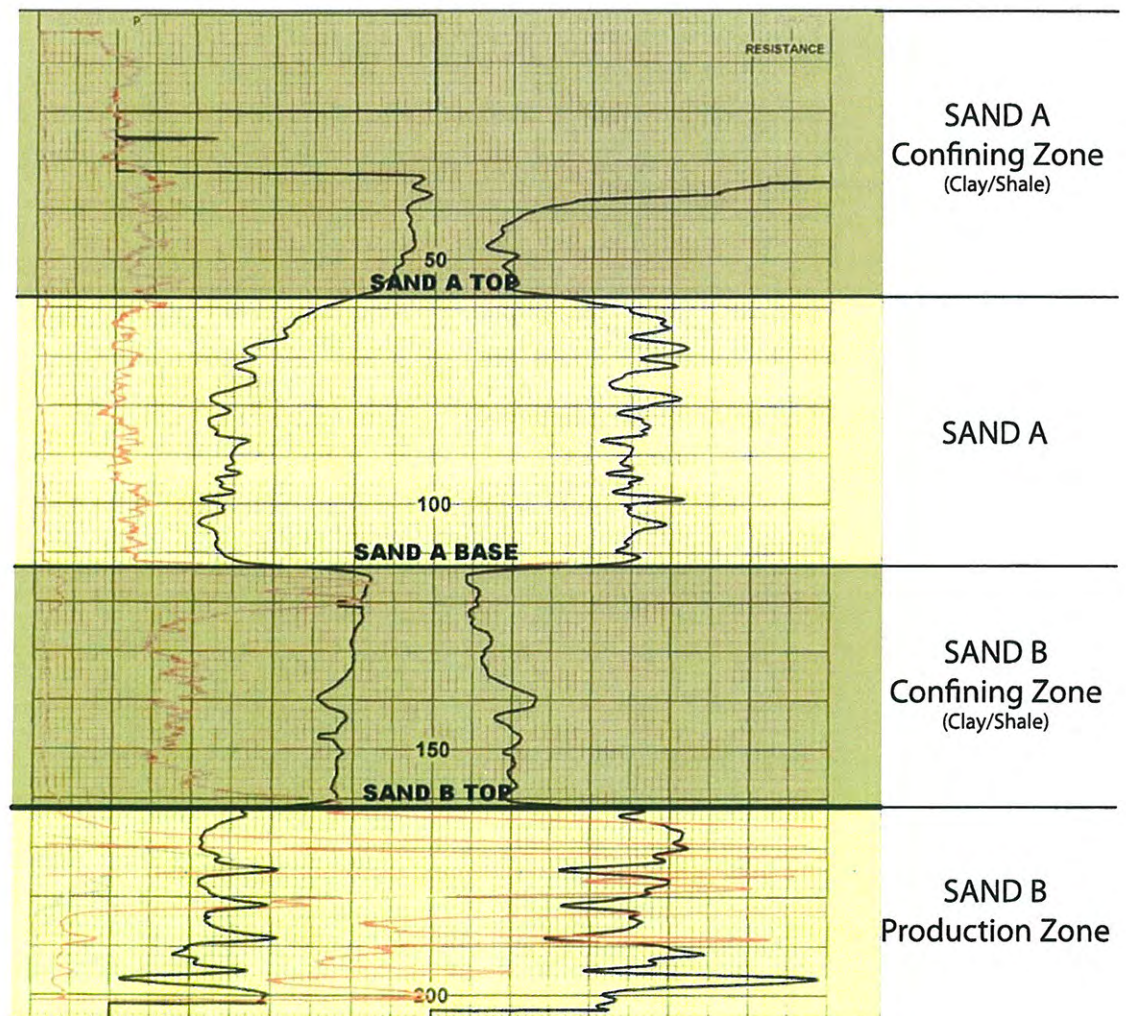 P.
RESISTANCE
SAND A
Confining Zone
(Clay/Shale)
50
SAND A TOP
SAND A
100
SAND A BASE
SAND B
Confining Zone
(Clay/Shale)
150
SAND B TOP
SAND B
Production Zone
200